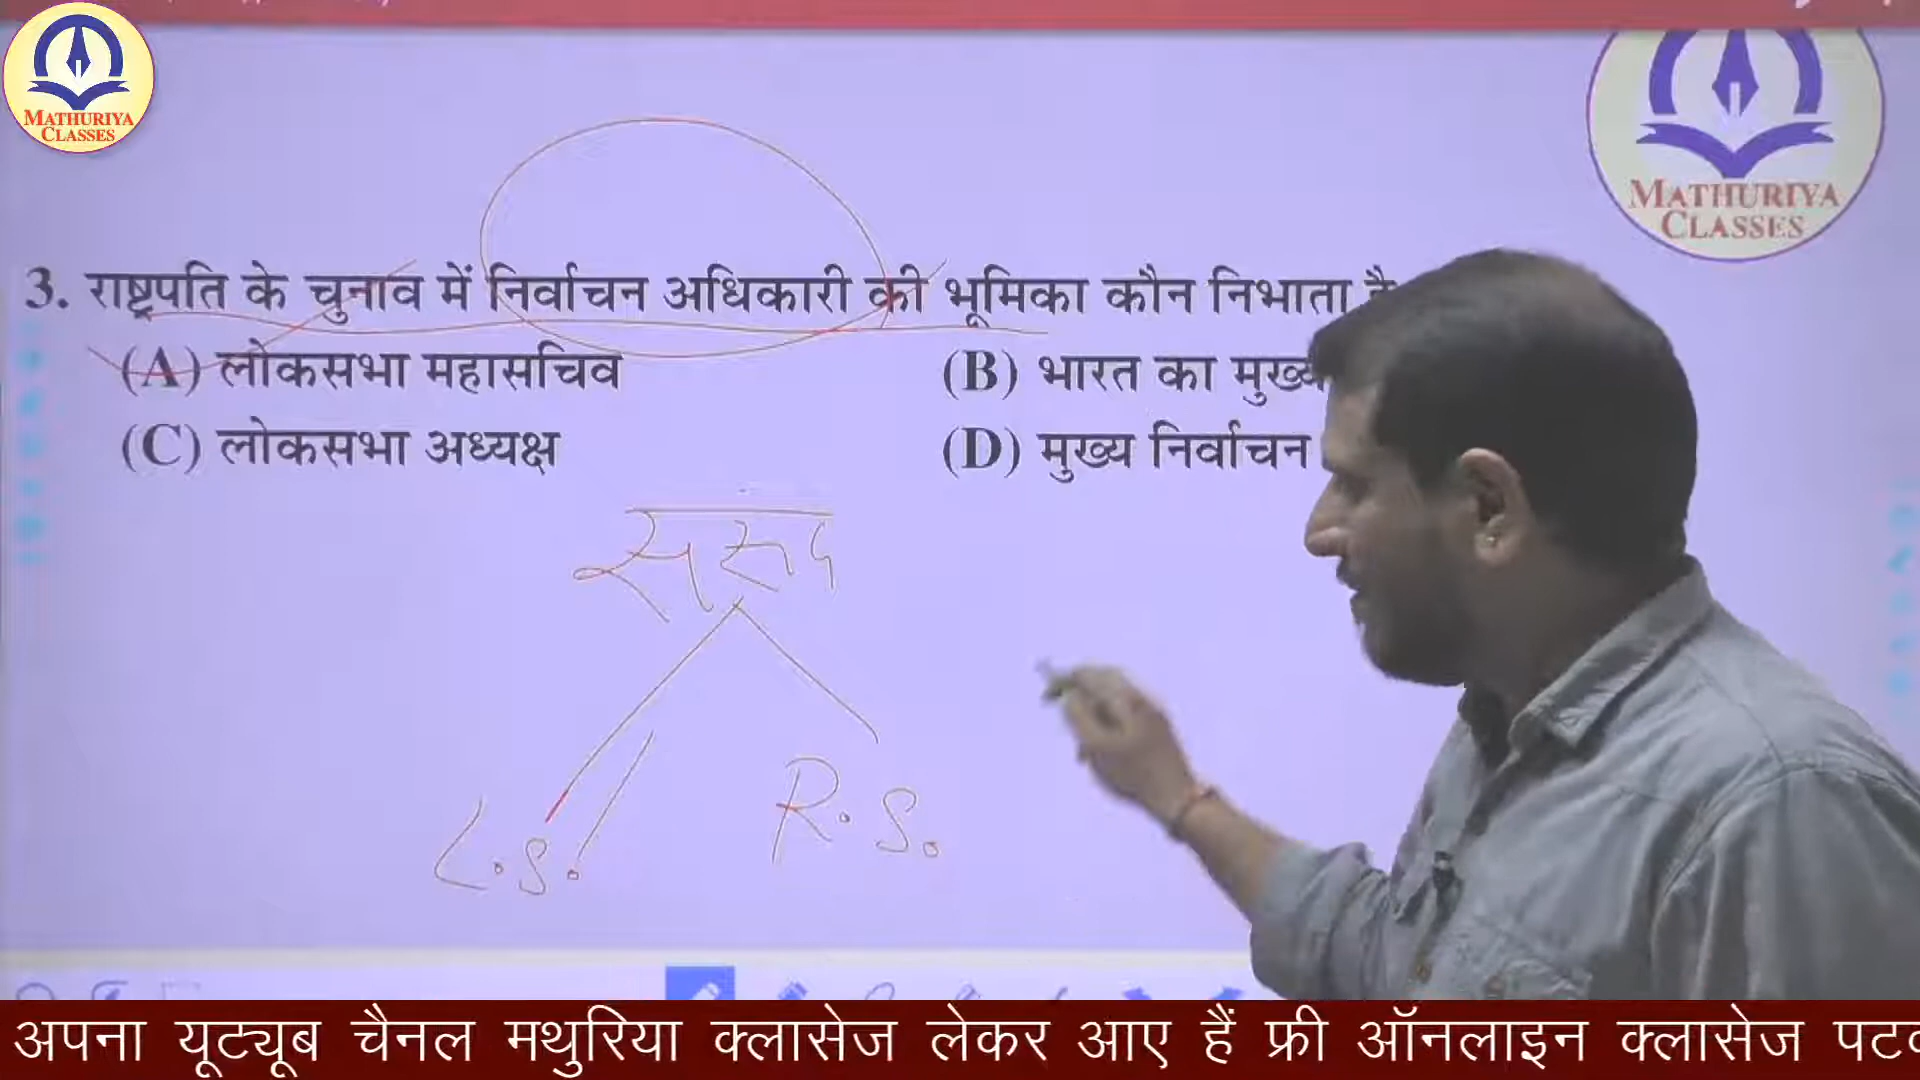 MATHURIYA
CLASSES
MATHURIYA
CLASSES
3. राष्ट्रपति के चुनाव में निर्वाचन अधिकारी की भूमिका कौन निभाता है
(A) लोकसभा महासचिव
(B) भारत का मुख्य
(C) लोकसभा अध्यक्ष
(D) मुख्य निर्वाचन
L.S.
R.S.
अपना यूट्यूब चैनल मथुरिया क्लासेज लेकर आए हैं फ्री ऑनलाइन क्लासेज